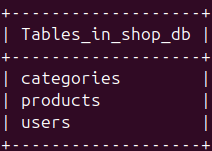 +--------------------+
| Tables_in_shop_db |
+--------------------+
| categories |
| products |
| users |
+--------------------+